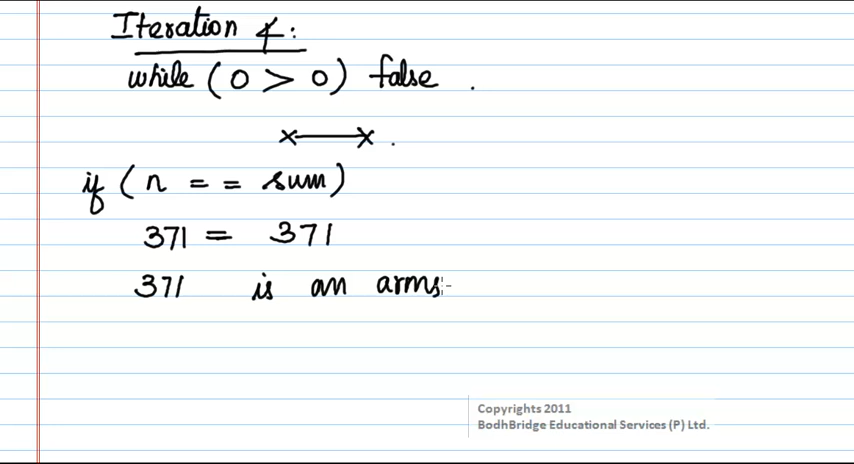 Iteration 4:
while (0 > 0) false .
x——x .
if (n == sum)
371 = 371
371 is an arms
Copyrights 2011
BodhBridge Educational Services (P) Ltd.